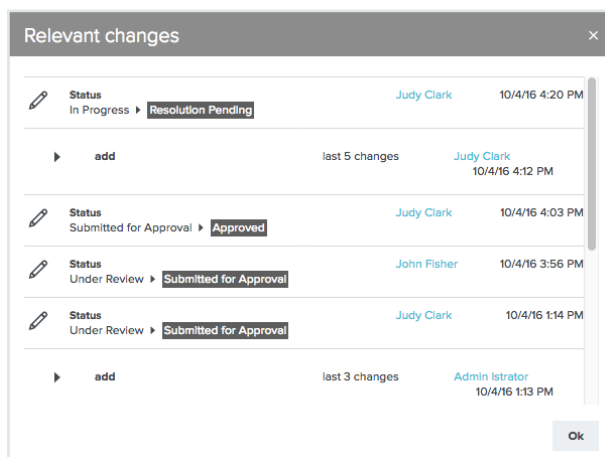 Relevant changes ×
Status
In Progress ▸ Resolution Pending Judy Clark 10/4/16 4:20 PM
▸ add last 5 changes Judy Clark
10/4/16 4:12 PM
Status
Submitted for Approval ▸ Approved Judy Clark 10/4/16 4:03 PM
Status
Under Review ▸ Submitted for Approval John Fisher 10/4/16 3:56 PM
Status
Under Review ▸ Submitted for Approval Judy Clark 10/4/16 1:14 PM
▸ add last 3 changes Admin Istrator
10/4/16 1:13 PM
Ok